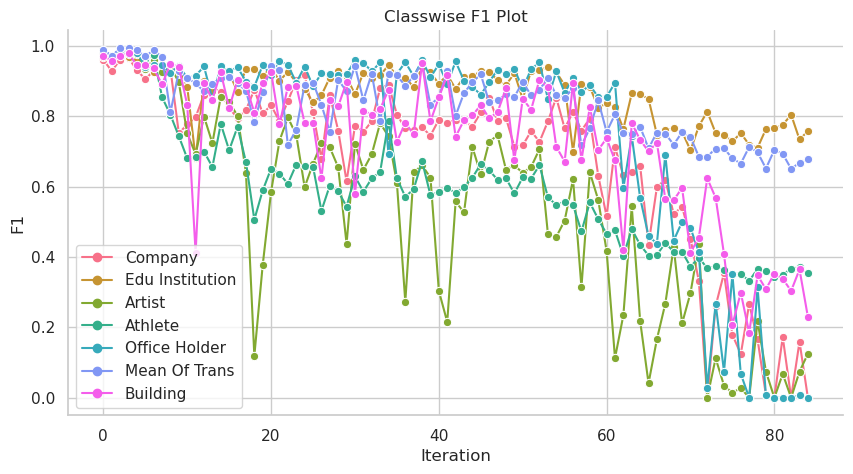 Classwise F1 Plot
1.0
0.8
0.6
0.4
0.2
0.0
F1
Company
Edu Institution
Artist
Athlete
Office Holder
Mean Of Trans
Building
0 20 40 60 80
Iteration